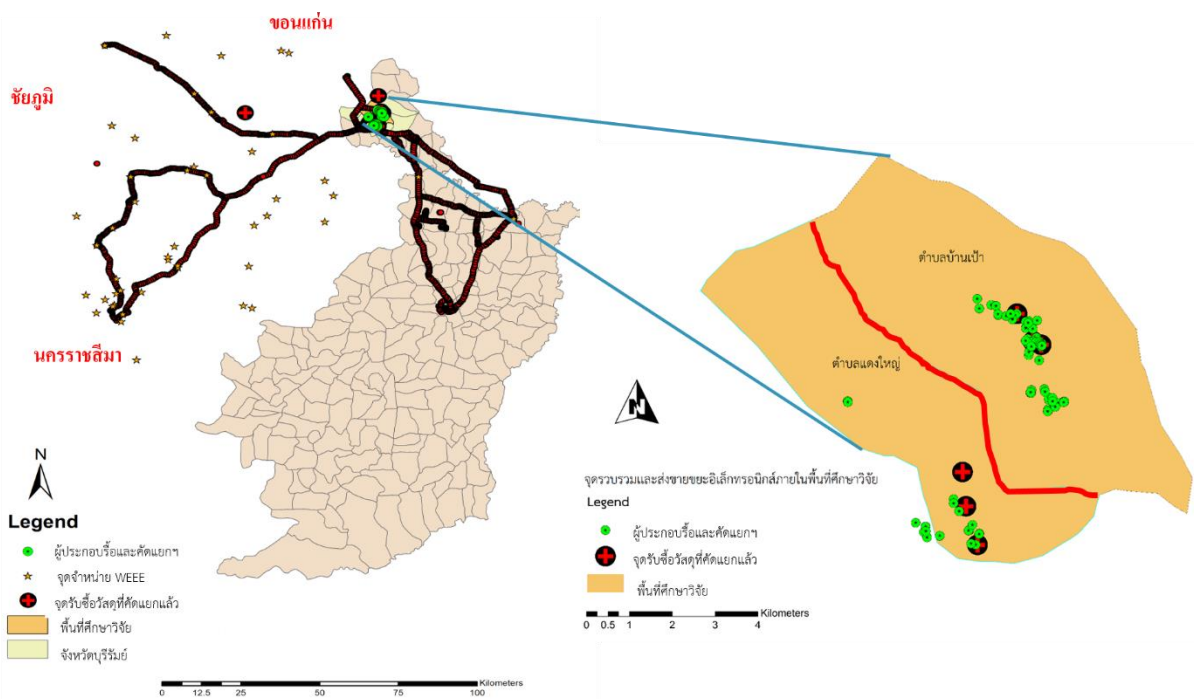 ขอนแก่น
ชัยภูมิ
นครราชสีมา
N
Legend
ผู้ประกอบรื้อและคัดแยกฯ
จุดจำหน่าย WEEE
จุดรับซื้อวัสดุที่คัดแยกแล้ว
พื้นที่ศึกษาวิจัย
จังหวัดบุรีรัมย์
Kilometers
0 12.5 25 50 75 100
ตำบลบ้านเป้า
ตำบลแดงใหญ่
N
จุดรวบรวมและส่งขายขยะอิเล็กทรอนิกส์ภายในพื้นที่ศึกษาวิจัย
Legend
ผู้ประกอบรื้อและคัดแยกฯ
จุดรับซื้อวัสดุที่คัดแยกแล้ว
พื้นที่ศึกษาวิจัย
Kilometers
0 0.5 1 2 3 4